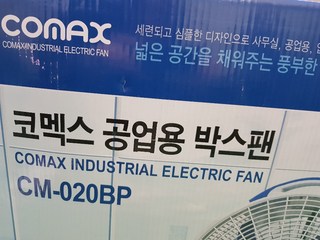 COMAX
COMAX INDUSTRIAL ELECTRIC FAN
세련되고 심플한 디자인으로 사무실, 공업용,
넓은 공간을 채워주는 풍부한
코멕스 공업용 박스팬
COMAX INDUSTRIAL ELECTRIC FAN
CM-020BP